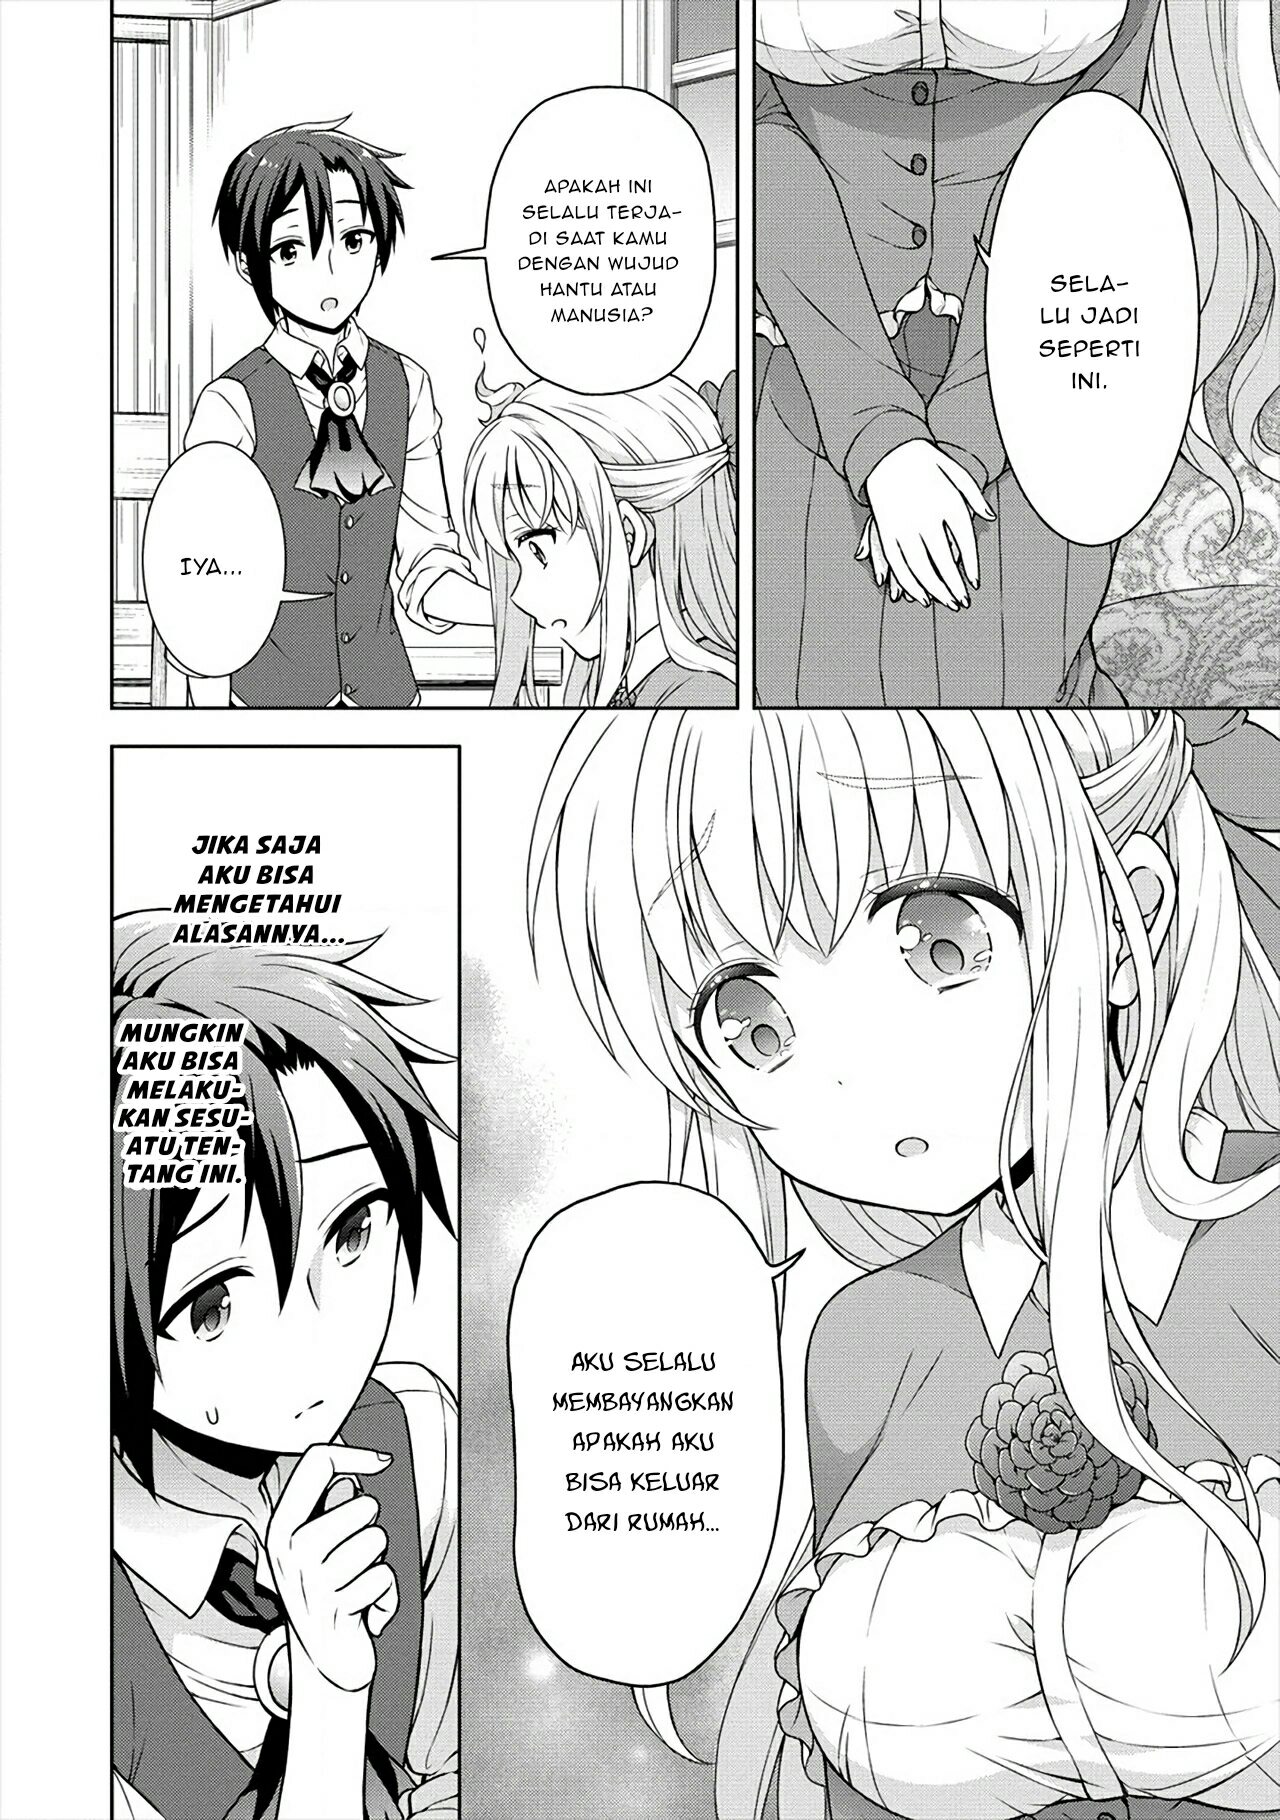 SELA-
LU JADI
SEPERTI
INI.
APAKAH INI
SELALU TERJA-
DI SAAT KAMU
DENGAN WUJUD
HANTU ATAU
MANUSIA?
IYA...
AKU SELALU
MEMBAYANGKAN
APAKAH AKU
BISA KELUAR
DARI RUMAH...
JIKA SAJA
AKU BISA
MENGETAHUI
ALASANNYA...
MUNGKIN
AKU BISA
MELAKU-
KAN SESU-
ATU TEN-
TANG INI.